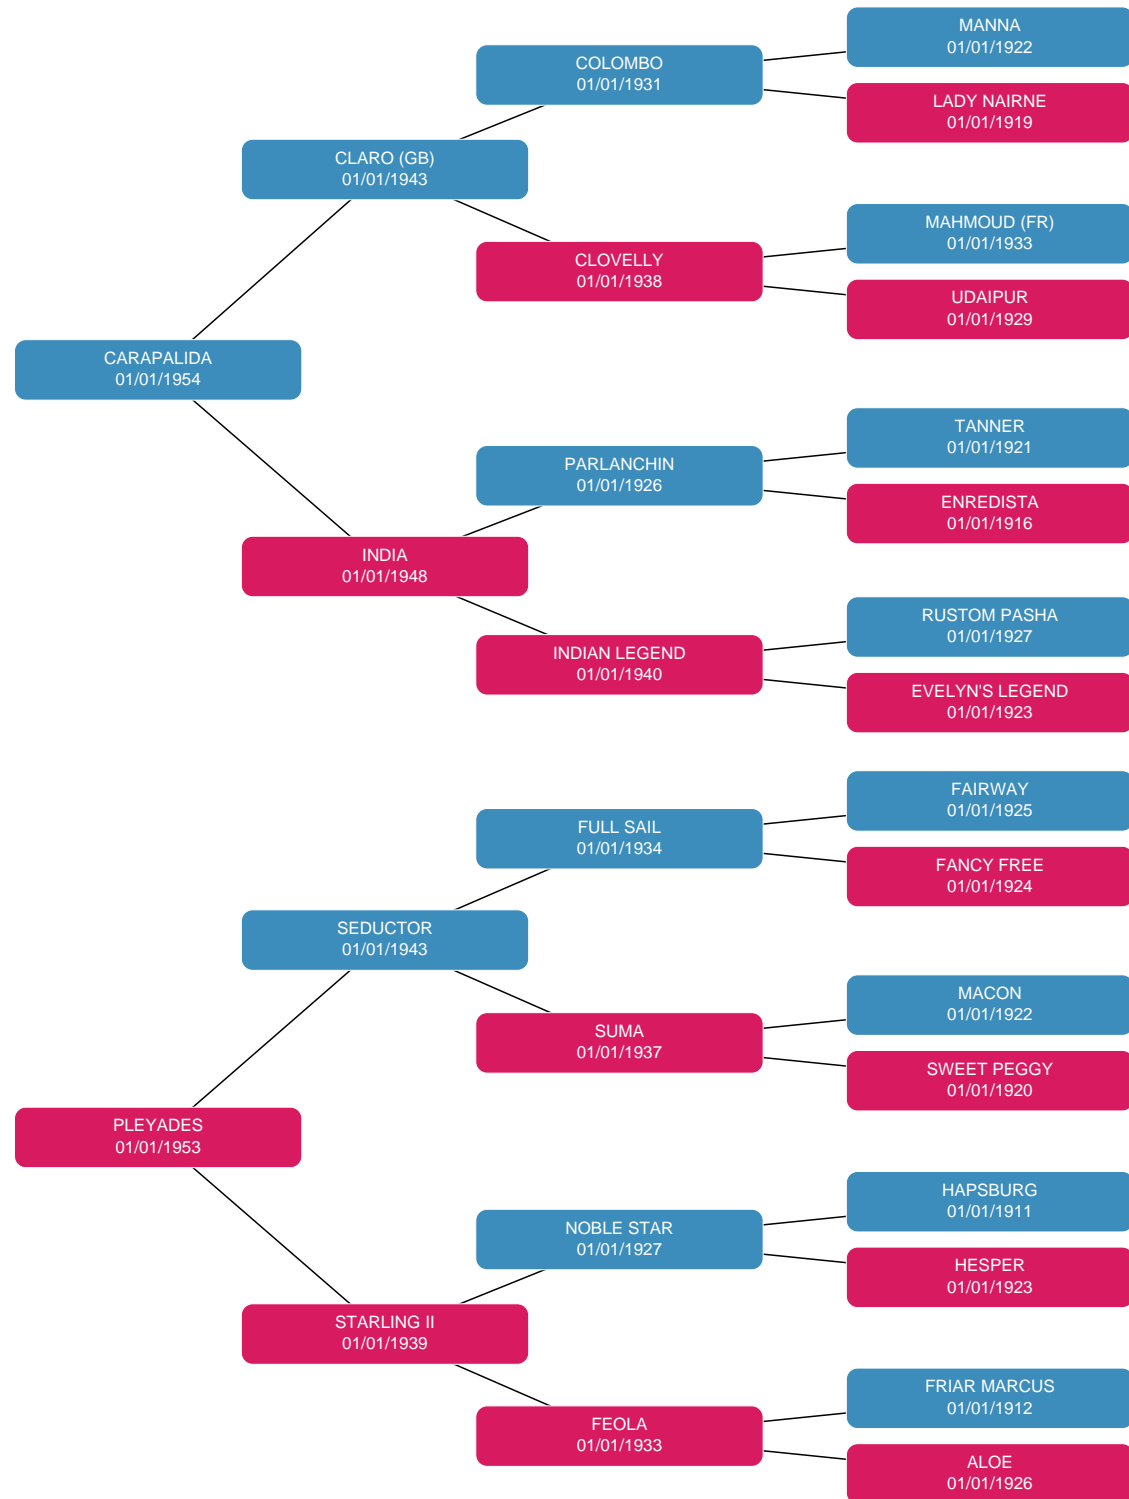 MANNA
01/01/1922
COLOMBO
01/01/1931
LADY NAIRNE
01/01/1919
CLARO (GB)
01/01/1943
MAHMOUD (FR)
01/01/1933
CLOVELLY
01/01/1938
UDAIPUR
01/01/1929
CARAPALIDA
01/01/1954
TANNER
01/01/1921
PARLANCHIN
01/01/1926
ENREDISTA
01/01/1916
INDIA
01/01/1948
RUSTOM PASHA
01/01/1927
INDIAN LEGEND
01/01/1940
EVELYN'S LEGEND
01/01/1923
FAIRWAY
01/01/1925
FULL SAIL
01/01/1934
FANCY FREE
01/01/1924
SEDUCTOR
01/01/1943
MACON
01/01/1922
SUMA
01/01/1937
SWEET PEGGY
01/01/1920
PLEYADES
01/01/1953
HAPSBURG
01/01/1911
NOBLE STAR
01/01/1927
HESPER
01/01/1923
STARLING II
01/01/1939
FRIAR MARCUS
01/01/1912
FEOLA
01/01/1933
ALOE
01/01/1926